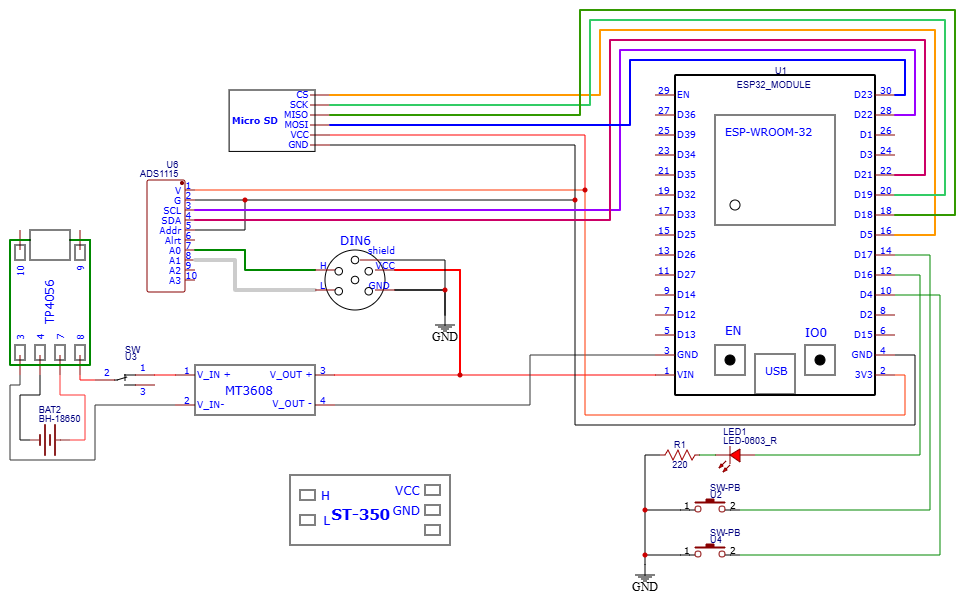 U1
ESP32_MODULE
ESP-WROOM-32
29 EN
27 D36
25 D39
23 D34
21 D35
19 D32
17 D33
15 D25
13 D26
11 D27
9 D14
7 D12
5 D13
3 GND
1 VIN
D23 30
D22 28
D1 26
D3 24
D21 22
D19 20
D18 18
D5 16
D17 14
D16 12
D4 10
D2 8
D15 6
GND 4
3V3 2
EN
IO0
USB
Micro SD
CS
SCK
MISO
MOSI
VCC
GND
U6
ADS1115
V 1
G 2
SCL 3
SDA 4
Addr 5
Alrt 6
A0 7
A1 8
A2 9
A3 10
DIN6
shield
H
VCC
L
GND
GND
10
9
TP4056
3
4
7
8
SW
U3
2
1
3
BAT2
BH-18650
1 V_IN +
V_OUT + 3
MT3608
2 V_IN-
V_OUT - 4
H
VCC
ST-350
GND
L
R1
220
LED1
LED-0603_R
SW-PB
U2
1
2
SW-PB
U4
1
2
GND